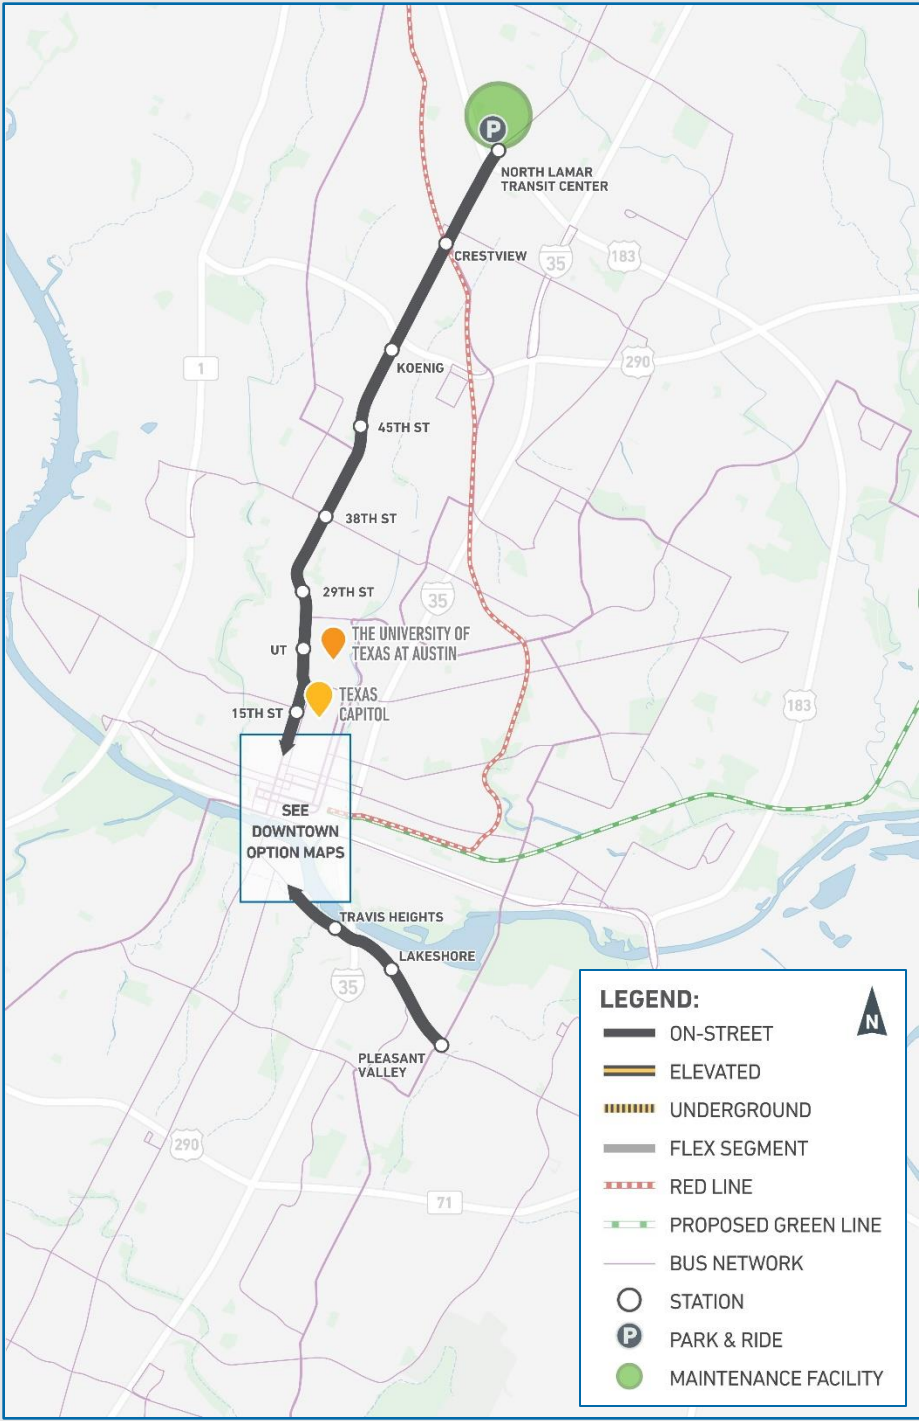 P
NORTH LAMAR
TRANSIT CENTER
CRESTVIEW
35
183
KOENIG
290
1
45TH ST
38TH ST
29TH ST
35
UT
THE UNIVERSITY OF
TEXAS AT AUSTIN
TEXAS
CAPITOL
15TH ST
183
SEE
DOWNTOWN
OPTION MAPS
TRAVIS HEIGHTS
LAKESHORE
35
PLEASANT
VALLEY
290
71
LEGEND:
N
ON-STREET
ELEVATED
UNDERGROUND
FLEX SEGMENT
RED LINE
PROPOSED GREEN LINE
BUS NETWORK
STATION
P
PARK & RIDE
MAINTENANCE FACILITY